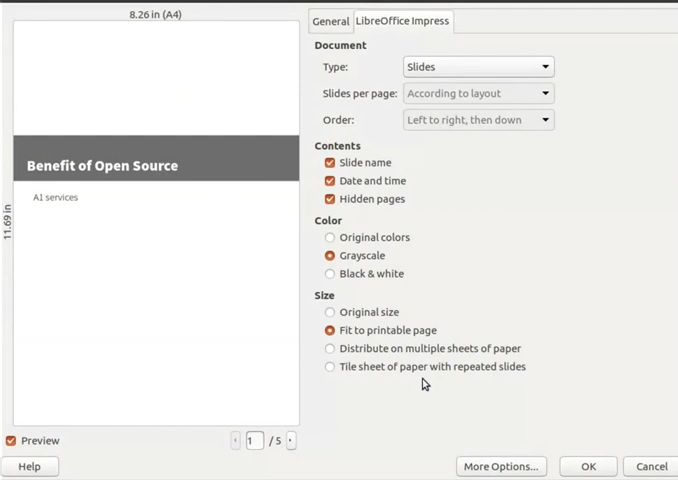 8.26 in (A4)
11.69 in
Benefit of Open Source
A1 services
Preview
1 / 5
General
LibreOffice Impress
Document
Type: Slides
Slides per page: According to layout
Order: Left to right, then down
Contents
Slide name
Date and time
Hidden pages
Color
Original colors
Grayscale
Black & white
Size
Original size
Fit to printable page
Distribute on multiple sheets of paper
Tile sheet of paper with repeated slides
Help
More Options...
OK
Cancel